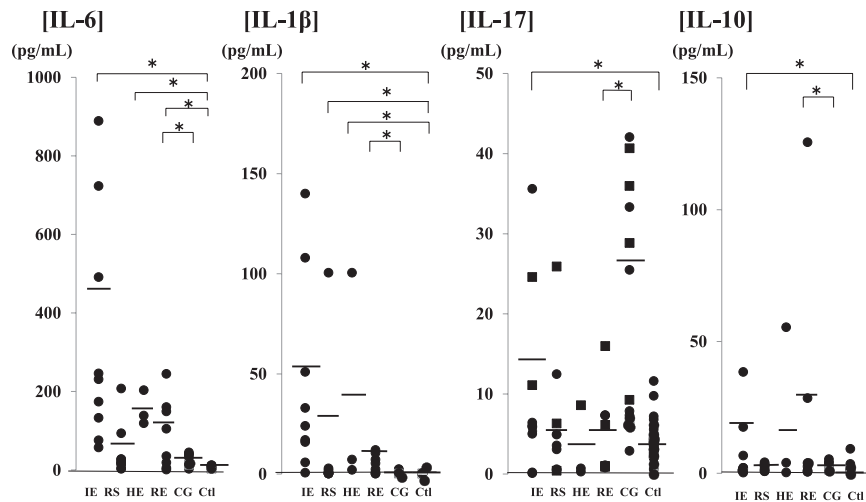 [IL-6] [IL-1β] [IL-17] [IL-10]
(pg/mL) (pg/mL) (pg/mL) (pg/mL)
* * * *
* * * *
* *
* *
1000 200 50 150
800 150 40 100
600 100 30 50
400 50 20 0
200 0 10
0 0
IE RS HE RE CG Ctl IE RS HE RE CG Ctl IE RS HE RE CG Ctl IE RS HE RE CG Ctl